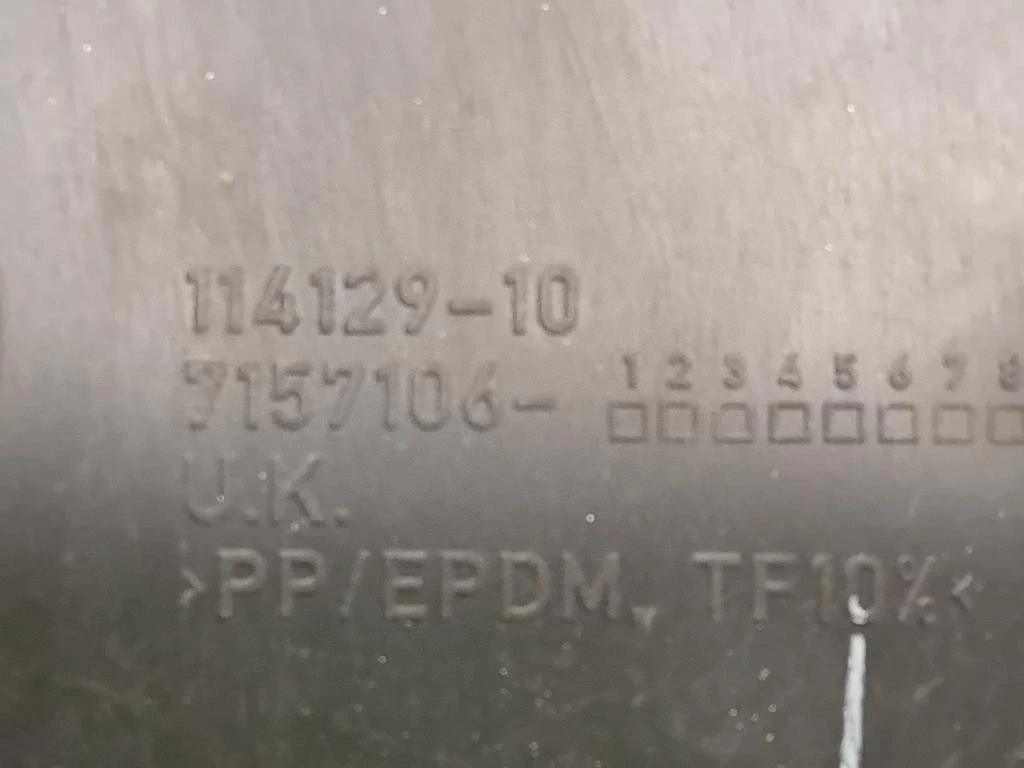 114129-10
7157106- 1 2 3 4 5 6 7 8
U.K.
>PP/EPDM, TF10%<